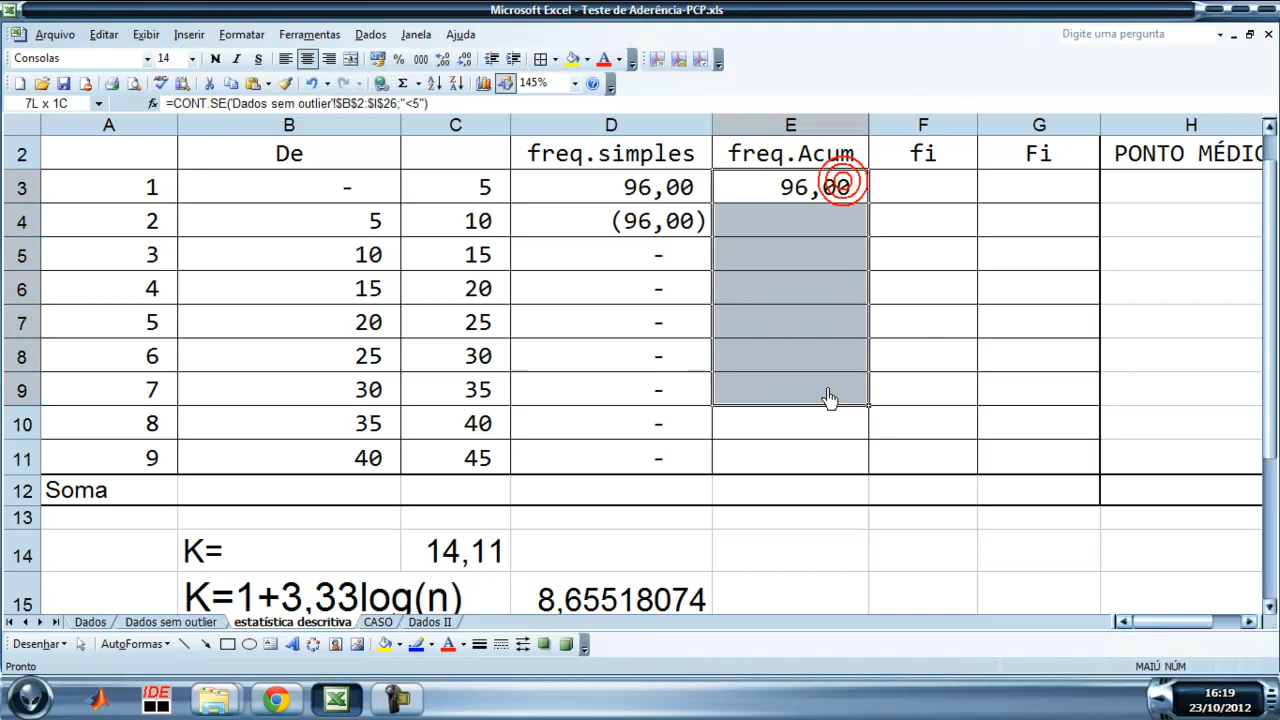 Microsoft Excel - Teste de Aderência-PCP.xls
Arquivo Editar Exibir Inserir Formatar Ferramentas Dados Janela Ajuda Digite uma pergunta
Consolas 14 N I S % 000
Σ 145%
7L x 1C fx =CONT.SE('Dados sem outlier'!$B$2:$I$26;"<5")
A B C D E F G H
2 De freq.simples freq.Acum fi Fi PONTO MÉDIO
3 1 - 5 96,00 96,00
4 2 5 10 (96,00)
5 3 10 15 -
6 4 15 20 -
7 5 20 25 -
8 6 25 30 -
9 7 30 35 -
10 8 35 40 -
11 9 40 45 -
12 Soma
13
14 K= 14,11
15 K=1+3,33log(n) 8,65518074
Dados Dados sem outlier estatística descritiva CASO Dados II
Desenhar AutoFormas
Pronto MAIÚ NÚM
IDE 16:19
23/10/2012